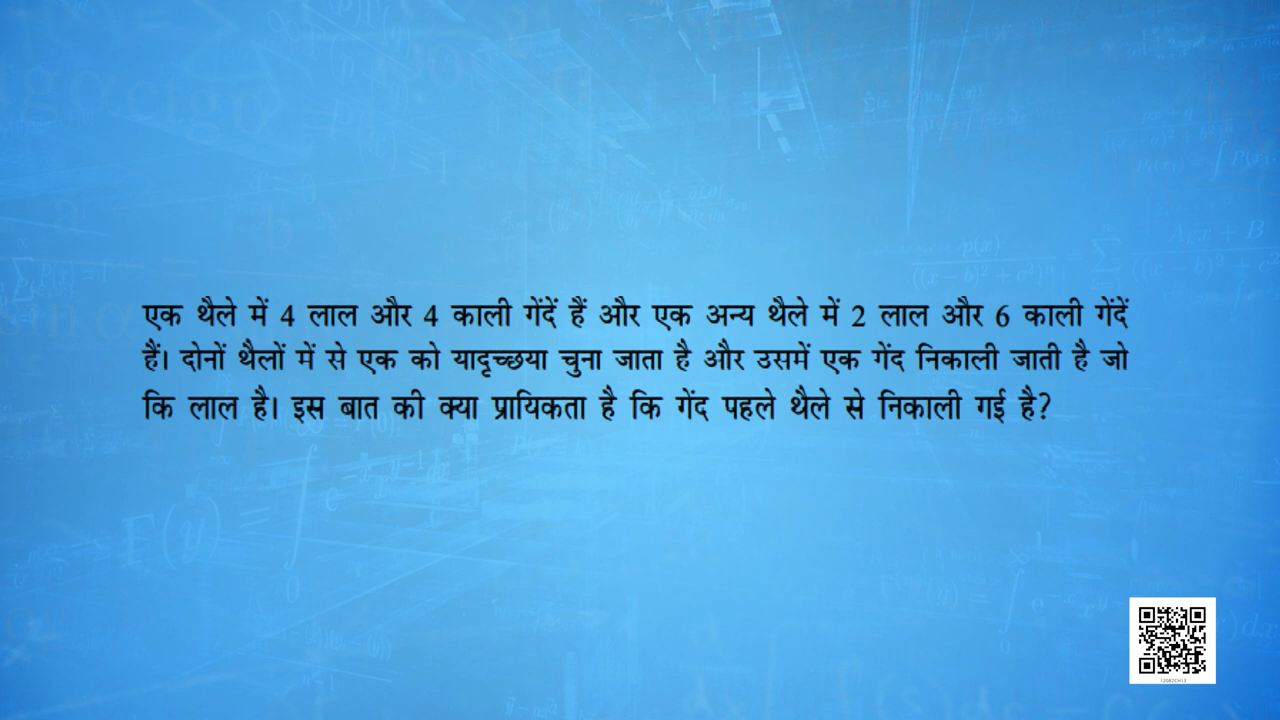 एक थैले में 4 लाल और 4 काली गेंदें हैं और एक अन्य थैले में 2 लाल और 6 काली गेंदें
हैं। दोनों थैलों में से एक को यादृच्छया चुना जाता है और उसमें एक गेंद निकाली जाती है जो
कि लाल है। इस बात की क्या प्रायिकता है कि गेंद पहले थैले से निकाली गई है?